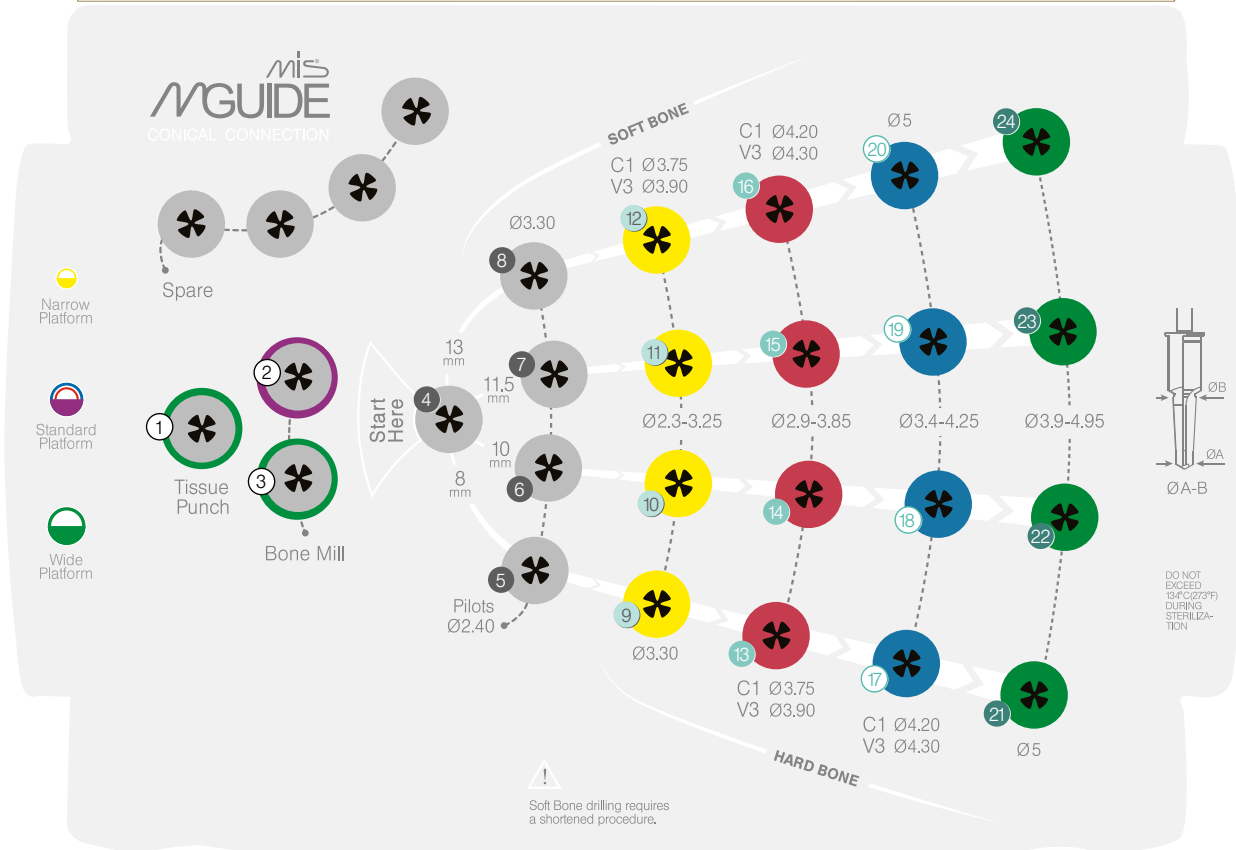 mis
MGUIDE
CONICAL CONNECTION
Spare
Narrow
Platform
Standard
Platform
Wide
Platform
1
2
3
Tissue
Punch
Bone Mill
Start
Here
4
13
mm
11.5
mm
10
mm
8
mm
SOFT BONE
Ø3.30
8
7
6
5
Pilots
Ø2.40
C1 Ø3.75
V3 Ø3.90
12
11
Ø2.3-3.25
10
9
Ø3.30
C1 Ø4.20
V3 Ø4.30
16
15
Ø2.9-3.85
14
13
C1 Ø3.75
V3 Ø3.90
Ø5
20
19
Ø3.4-4.25
18
17
C1 Ø4.20
V3 Ø4.30
24
23
Ø3.9-4.95
22
21
Ø5
HARD BONE
ØB
ØA
ØA-B
DO NOT
EXCEED
134°C(273°F)
DURING
STERILIZA-
TION
!
Soft Bone drilling requires
a shortened procedure.